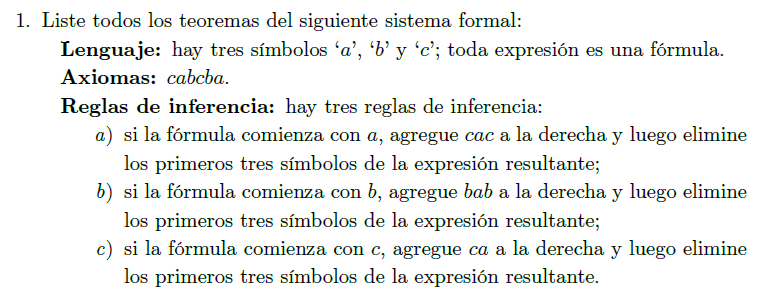 1. Liste todos los teoremas del siguiente sistema formal:
Lenguaje: hay tres símbolos ‘a’, ‘b’ y ‘c’; toda expresión es una fórmula.
Axiomas: cabcba.
Reglas de inferencia: hay tres reglas de inferencia:
a) si la fórmula comienza con a, agregue cac a la derecha y luego elimine
los primeros tres símbolos de la expresión resultante;
b) si la fórmula comienza con b, agregue bab a la derecha y luego elimine
los primeros tres símbolos de la expresión resultante;
c) si la fórmula comienza con c, agregue ca a la derecha y luego elimine
los primeros tres símbolos de la expresión resultante.